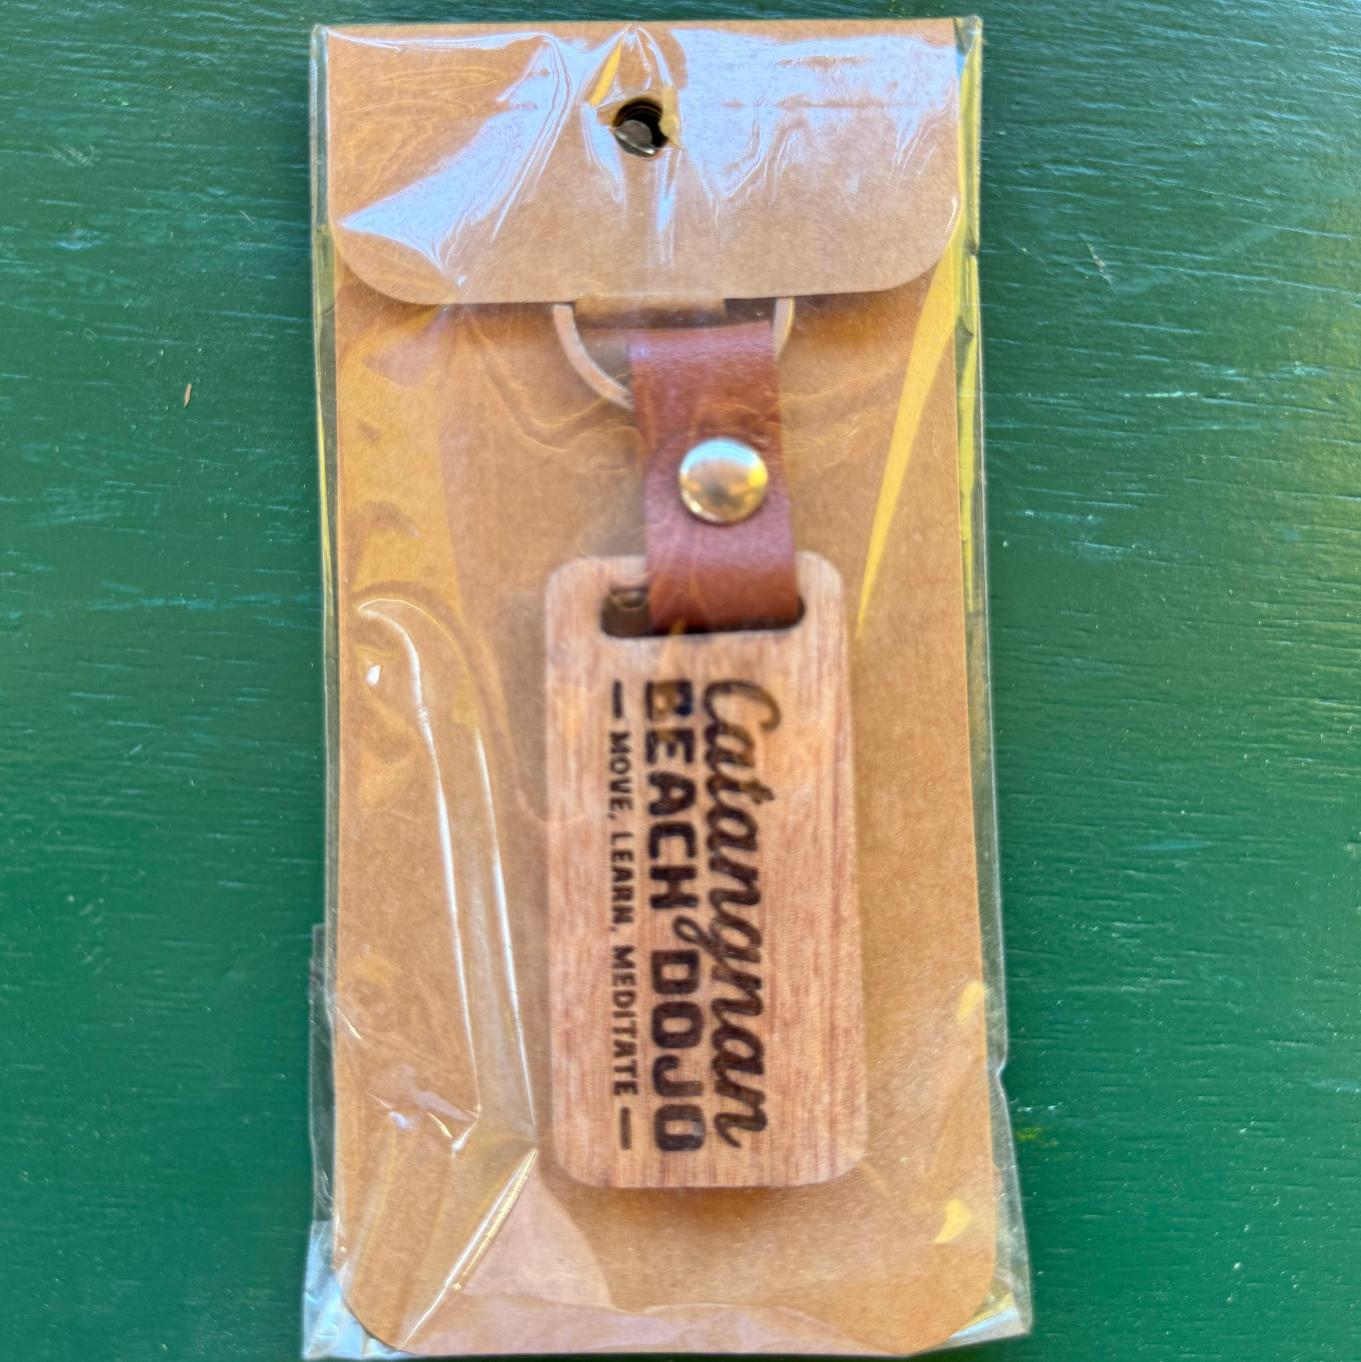 Catangnan
BEACH DOJO
— MOVE, LEARN, MEDITATE —